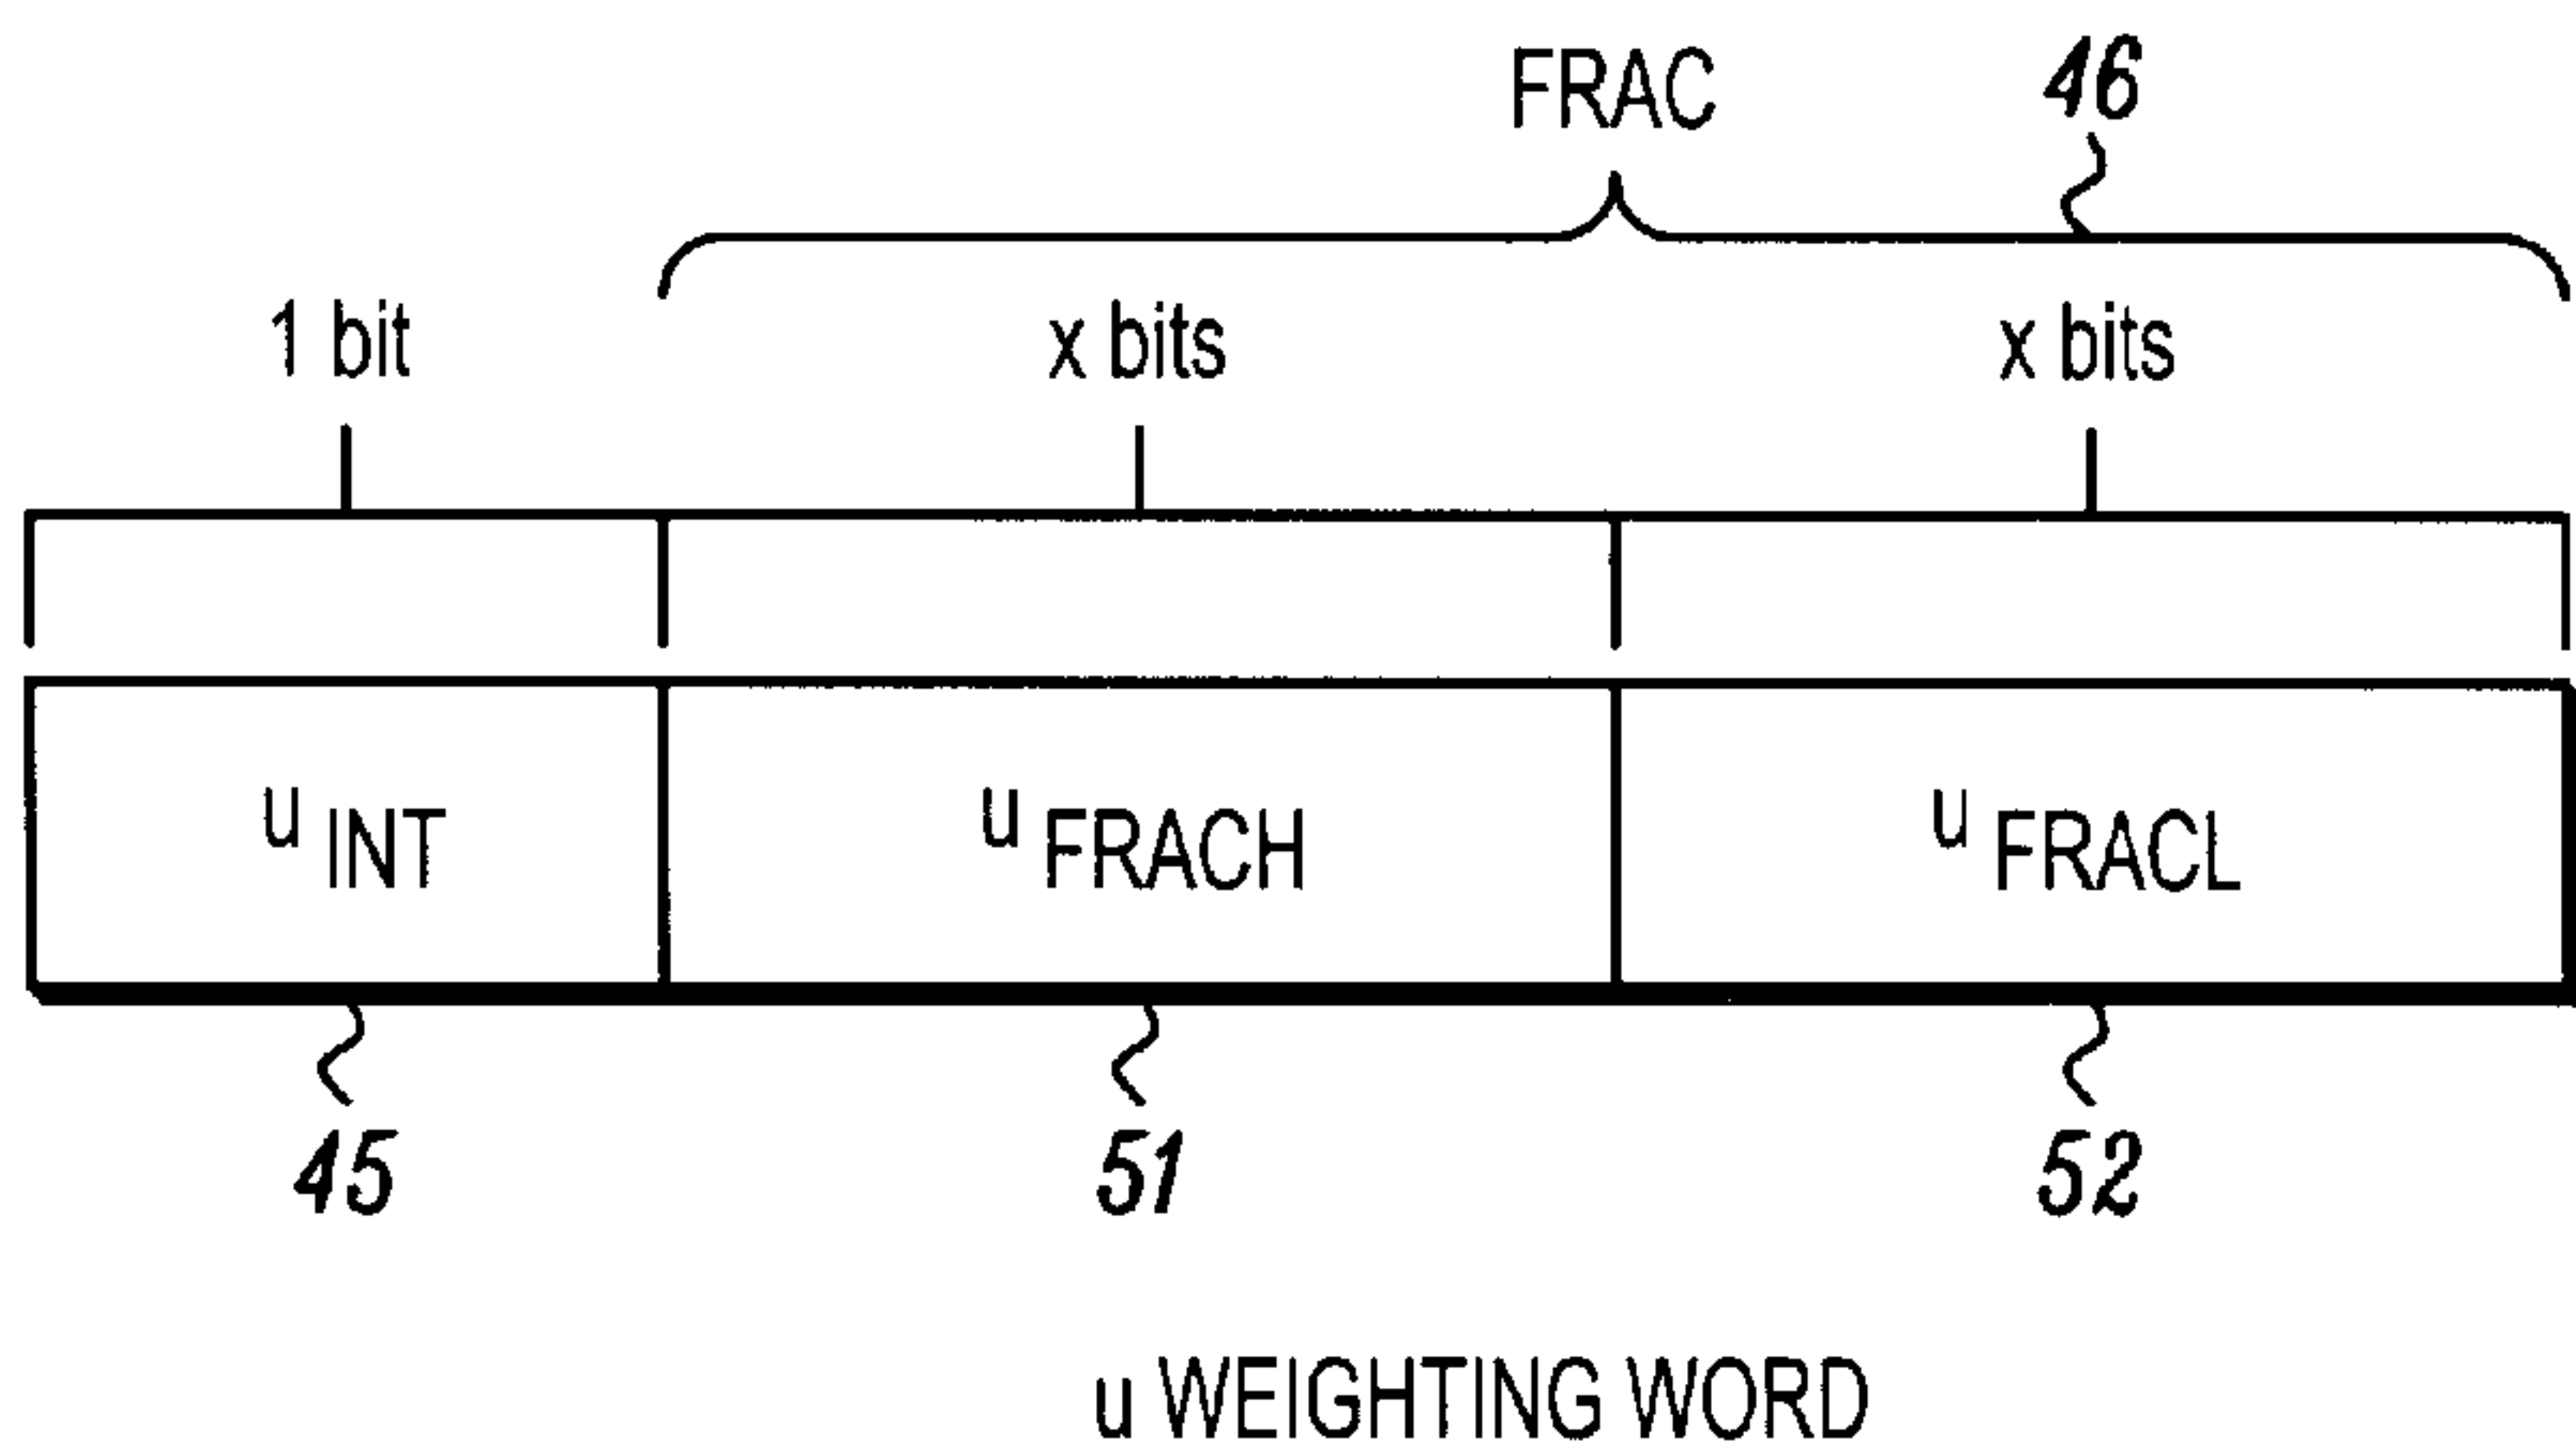 FRAC 46
1 bit x bits x bits
u INT u FRACH u FRACL
45 51 52
u WEIGHTING WORD